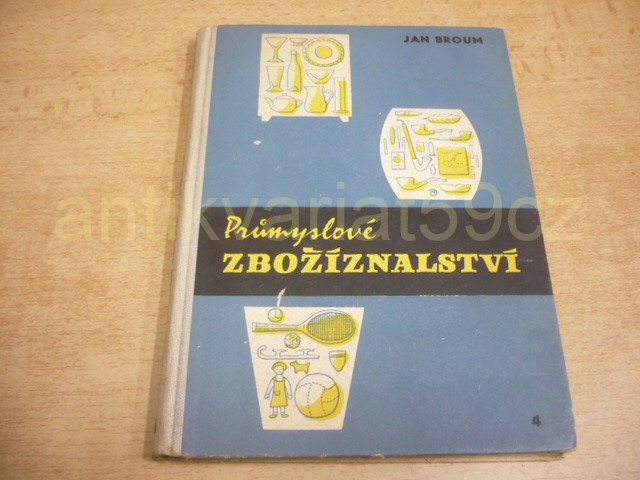 JAN BROUM
antikvariat59cz
Průmyslové
ZBOŽÍZNALSTVÍ
4